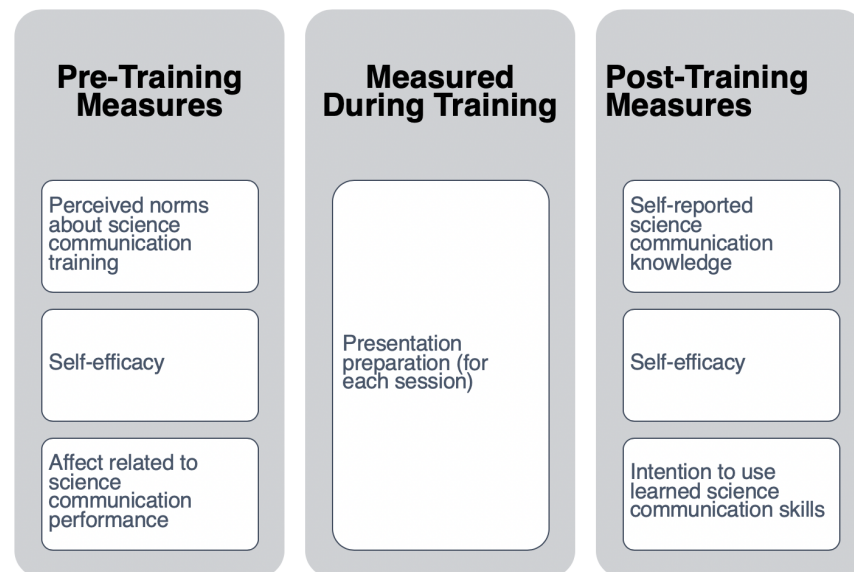 Pre-Training
Measures
Perceived norms
about science
communication
training
Self-efficacy
Affect related to
science
communication
performance
Measured
During Training
Presentation
preparation (for
each session)
Post-Training
Measures
Self-reported
science
communication
knowledge
Self-efficacy
Intention to use
learned science
communication skills